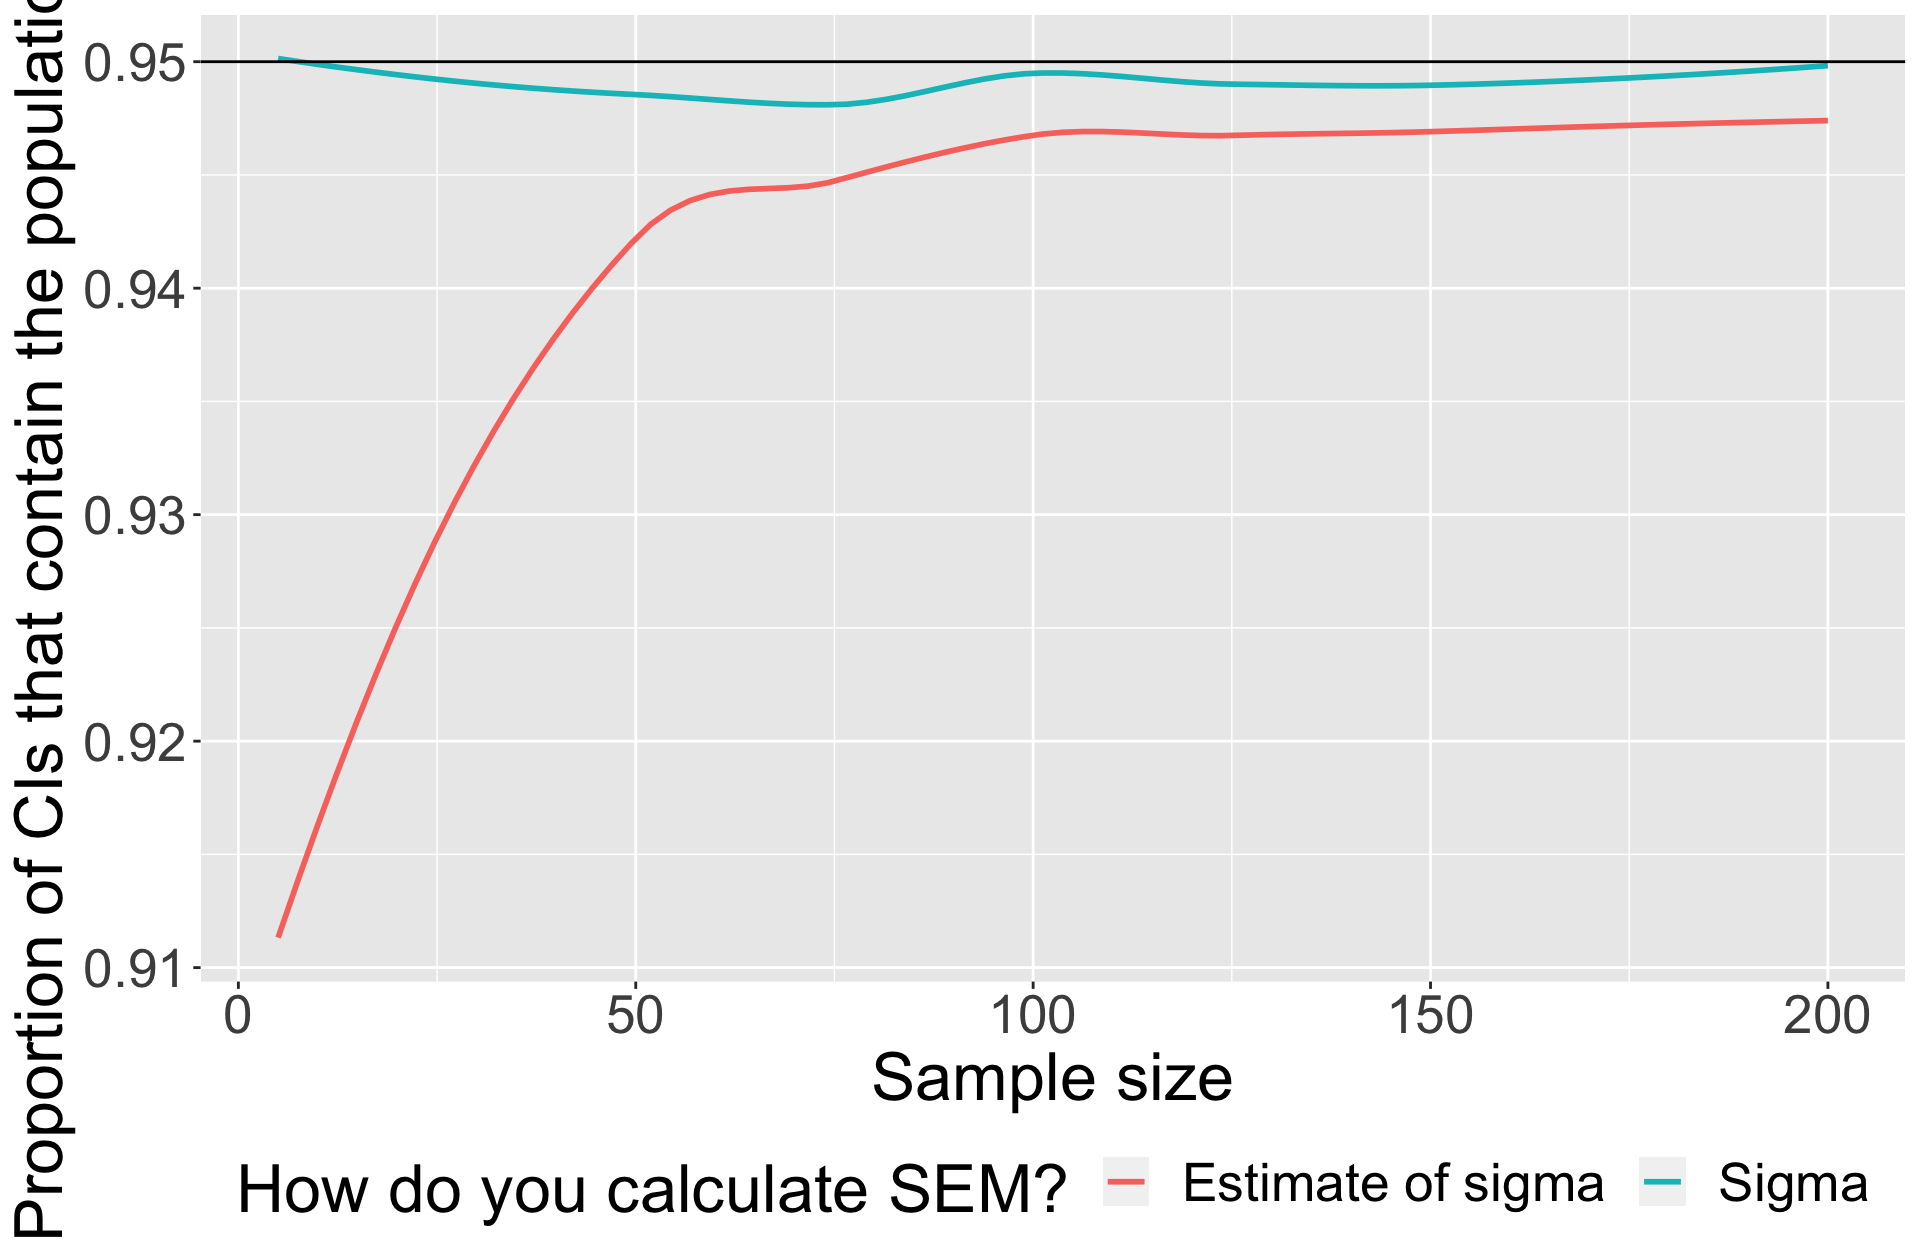 Proportion of CIs that contain the
0.95
0.94
0.93
0.92
0.91
0 50 100 150 200
Sample size
How do you calculate SEM? Estimate of sigma Sigma